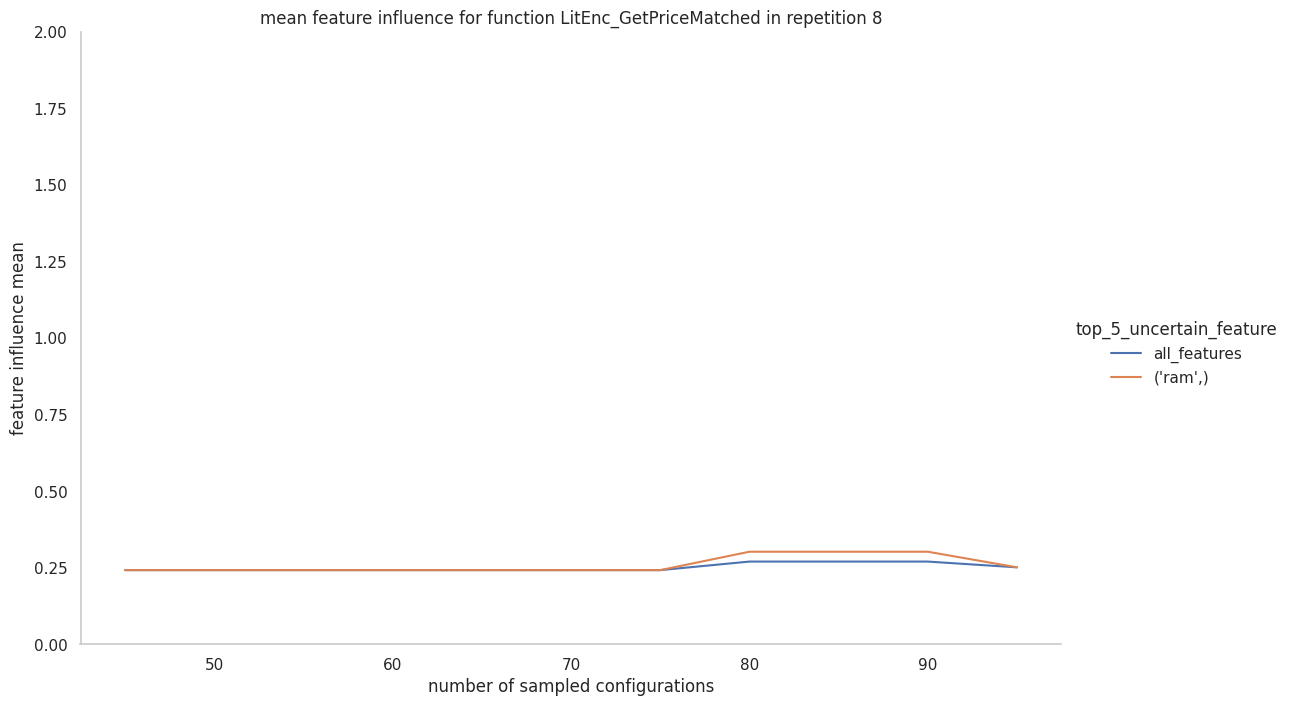 mean feature influence for function LitEnc_GetPriceMatched in repetition 8
2.00
1.75
1.50
1.25
1.00
0.75
0.50
0.25
0.00
feature influence mean
50 60 70 80 90
number of sampled configurations
top_5_uncertain_feature
all_features
('ram',)